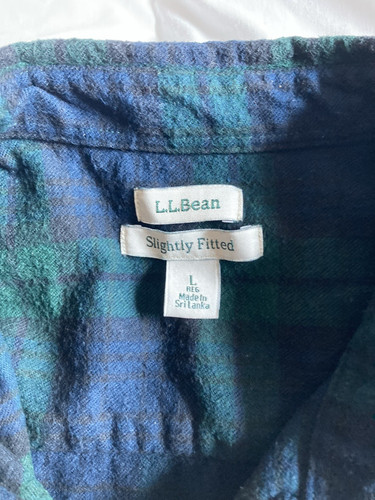 L.L.Bean
Slightly Fitted
L
REG
Made in
Sri Lanka